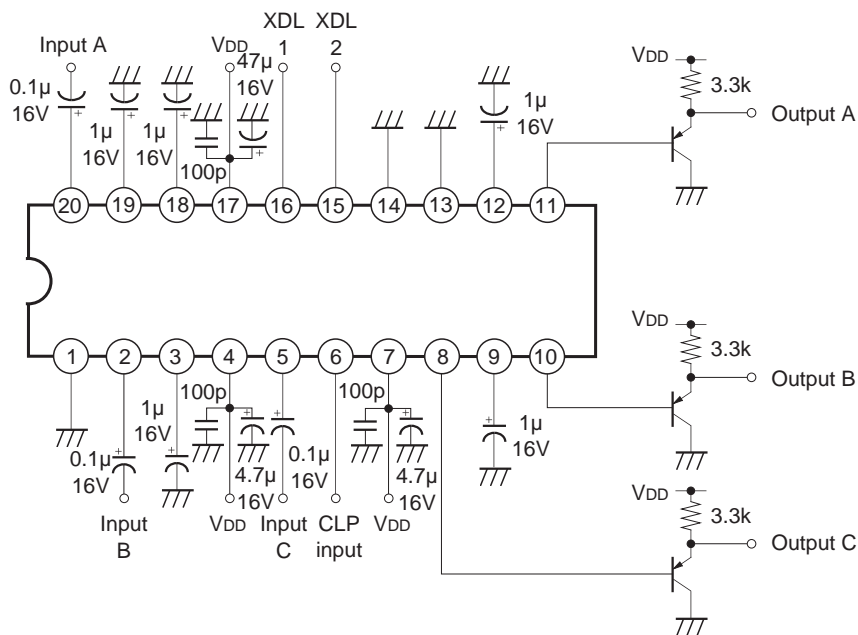 XDL XDL
1 2
Input A
VDD
47µ
16V
0.1µ
16V
1µ
16V
1µ
16V
100p
1µ
16V
VDD
3.3k
Output A
20 19 18 17 16 15 14 13 12 11
1 2 3 4 5 6 7 8 9 10
VDD
3.3k
Output B
100p
100p
1µ
16V
0.1µ
16V
4.7µ
16V
0.1µ
16V
4.7µ
16V
1µ
16V
Input
B
VDD
Input
C
CLP
input
VDD
VDD
3.3k
Output C